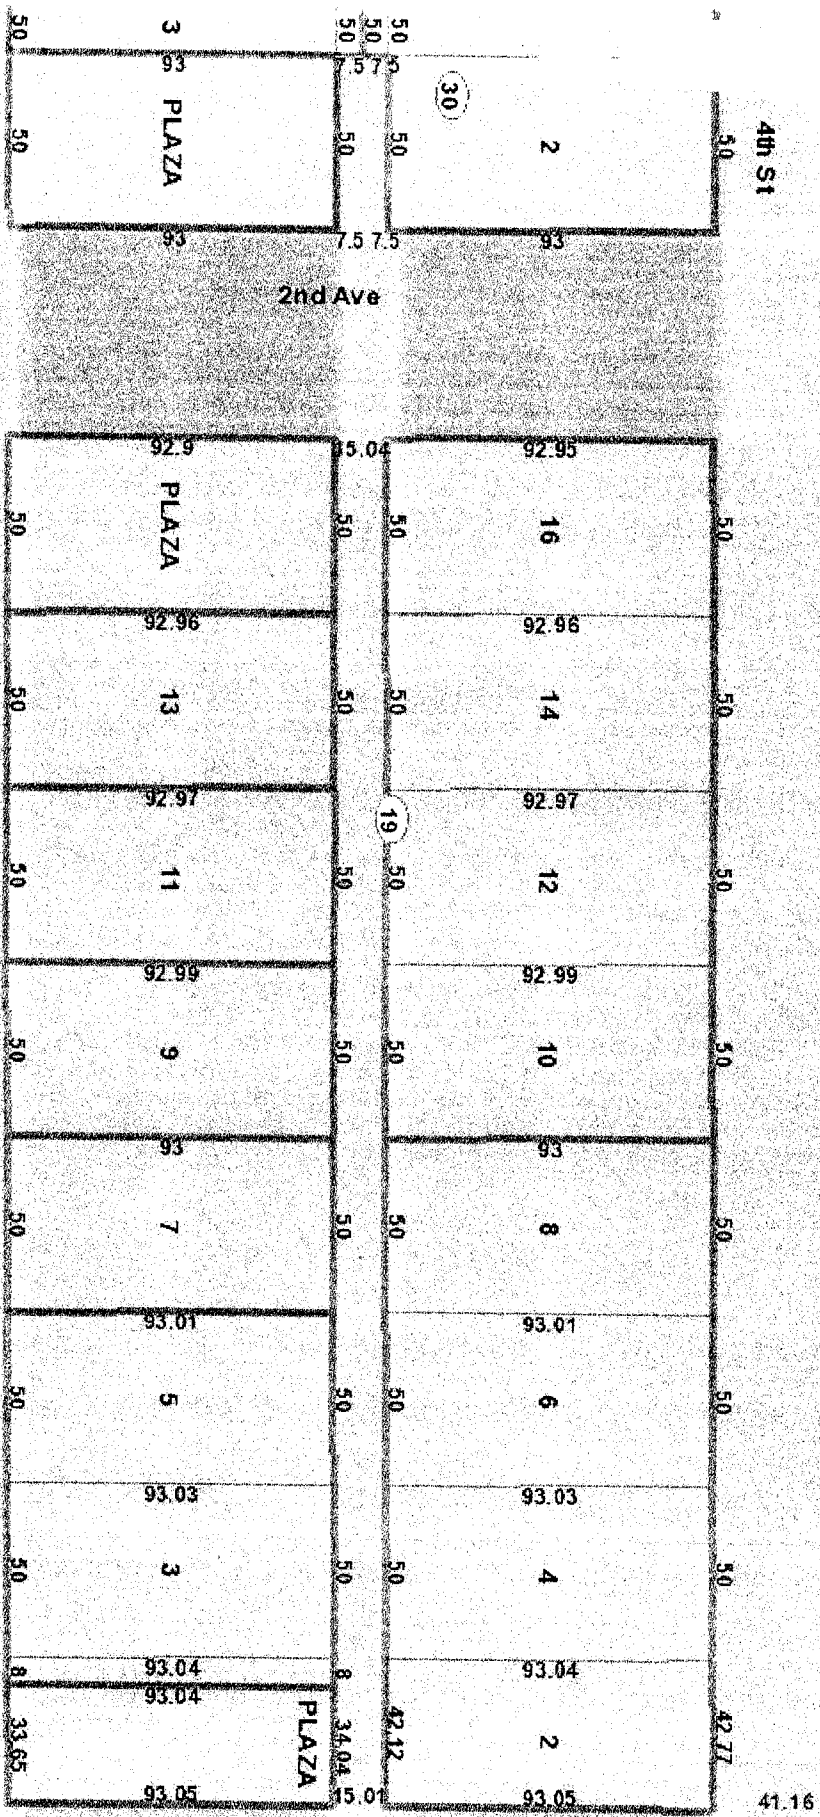 50 3 50 50 50
93 7.5 7.5
30
4th St
50 PLAZA 50 50 2 50
93 7.5 7.5 93
2nd Ave
92.9 15.04 92.95
50 PLAZA 50 50 16 50
92.96 92.96
50 13 50 50 14 50
92.97 92.97
19
50 11 50 50 12 50
92.99 92.99
50 9 50 50 10 50
93 93
50 7 50 50 8 50
93.01 93.01
50 5 50 50 6 50
93.03 93.03
50 3 50 50 4 50
93.04 93.04
8 8
93.04
33.65 PLAZA 34.04 42.12 2 42.77
93.05 15.01 93.05 41.16